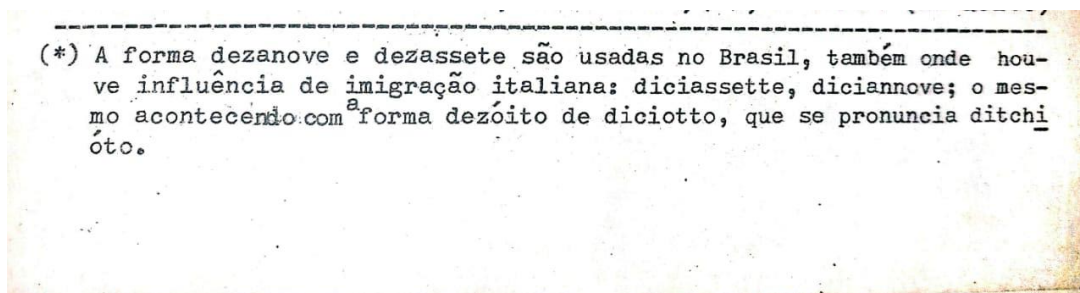 (*) A forma dezanove e dezassete são usadas no Brasil, também onde hou-
ve influência de imigração italiana: diciassette, diciannove; o mes-
mo acontecendo com a forma dezóito de diciotto, que se pronuncia ditchi
óto.